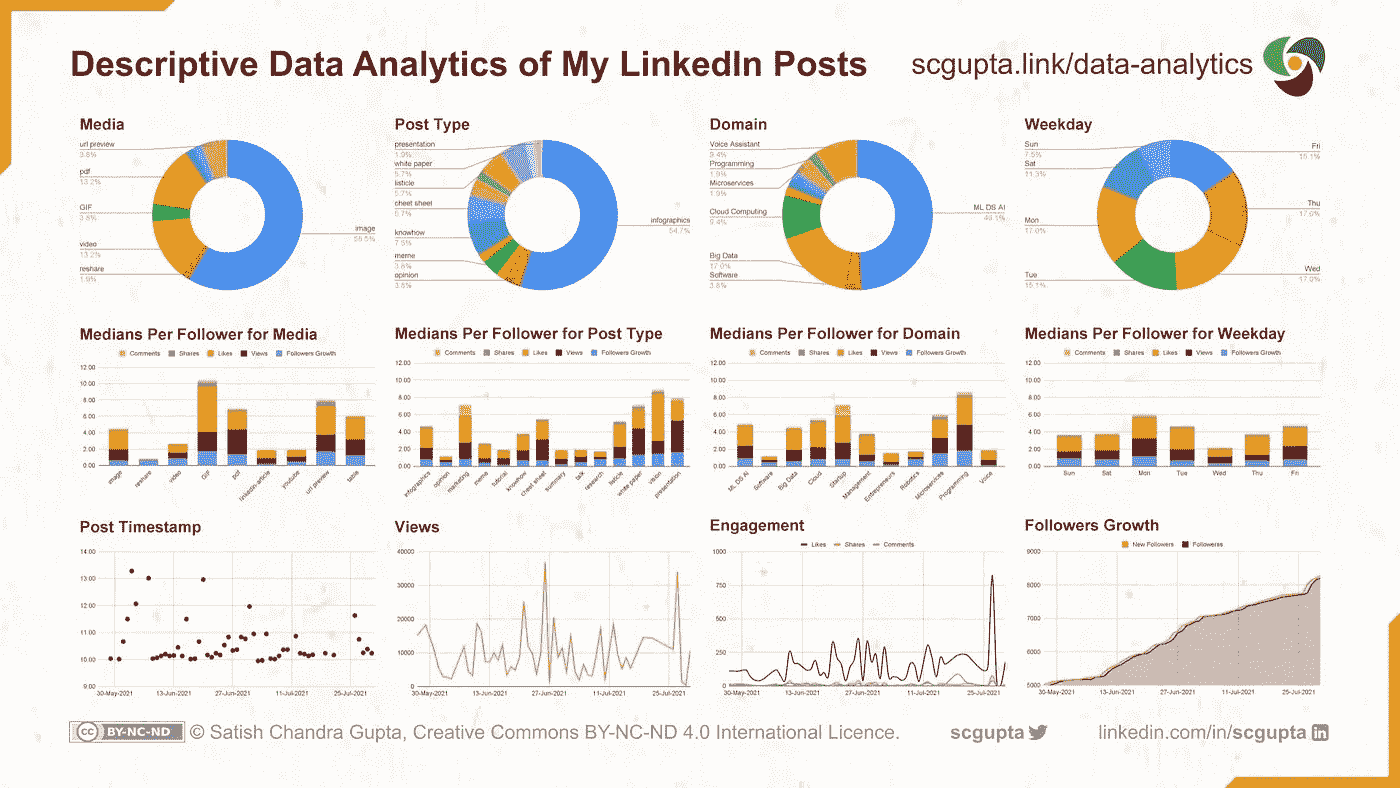 Descriptive Data Analytics of My LinkedIn Posts
scgupta.link/data-analytics
Media
url preview
3.8%
pdf
13.2%
GIF
3.8%
video
13.2%
reshare
1.9%
image
58.5%
Post Type
presentation
1.9%
white paper
5.7%
listicle
5.7%
cheet sheet
5.7%
knowhow
7.5%
meme
3.8%
opinion
3.8%
infographics
54.7%
Domain
Voice Assistant
9.4%
Programming
1.9%
Microservices
1.9%
Cloud Computing
9.4%
Big Data
17.0%
Software
3.8%
ML DS AI
49.1%
Weekday
Sun
7.5%
Sat
11.3%
Mon
17.0%
Tue
15.1%
Fri
15.1%
Thu
17.0%
Wed
17.0%
Medians Per Follower for Media
Comments Shares Likes Views Followers Growth
12.00
10.00
8.00
6.00
4.00
2.00
0.00
image reshare video GIF pdf linkedin-article youtube url preview table
Medians Per Follower for Post Type
Comments Shares Likes Views Followers Growth
12.00
10.00
8.00
6.00
4.00
2.00
0.00
infographics opinion marketing meme tutorial knowhow cheet sheet summary talk research listicle white paper vision presentation
Medians Per Follower for Domain
Comments Shares Likes Views Followers Growth
12.00
10.00
8.00
6.00
4.00
2.00
0.00
ML DS AI Software Big Data Cloud Startup Management Entrepreneurs Robotics Microservices Programming Voice
Medians Per Follower for Weekday
Comments Shares Likes Views Followers Growth
12.00
10.00
8.00
6.00
4.00
2.00
0.00
Sun Sat Mon Tue Wed Thu Fri
Post Timestamp
14.00
13.00
12.00
11.00
10.00
9.00
30-May-2021 13-Jun-2021 27-Jun-2021 11-Jul-2021 25-Jul-2021
Views
40000
30000
20000
10000
0
30-May-2021 13-Jun-2021 27-Jun-2021 11-Jul-2021 25-Jul-2021
Engagement
Likes Shares Comments
1000
750
500
250
0
30-May-2021 13-Jun-2021 27-Jun-2021 11-Jul-2021 25-Jul-2021
Followers Growth
New Followers Followeras
9000
8000
7000
6000
5000
30-May-2021 13-Jun-2021 27-Jun-2021 11-Jul-2021 25-Jul-2021
cc BY-NC-ND © Satish Chandra Gupta, Creative Commons BY-NC-ND 4.0 International Licence.
scgupta
linkedin.com/in/scgupta in